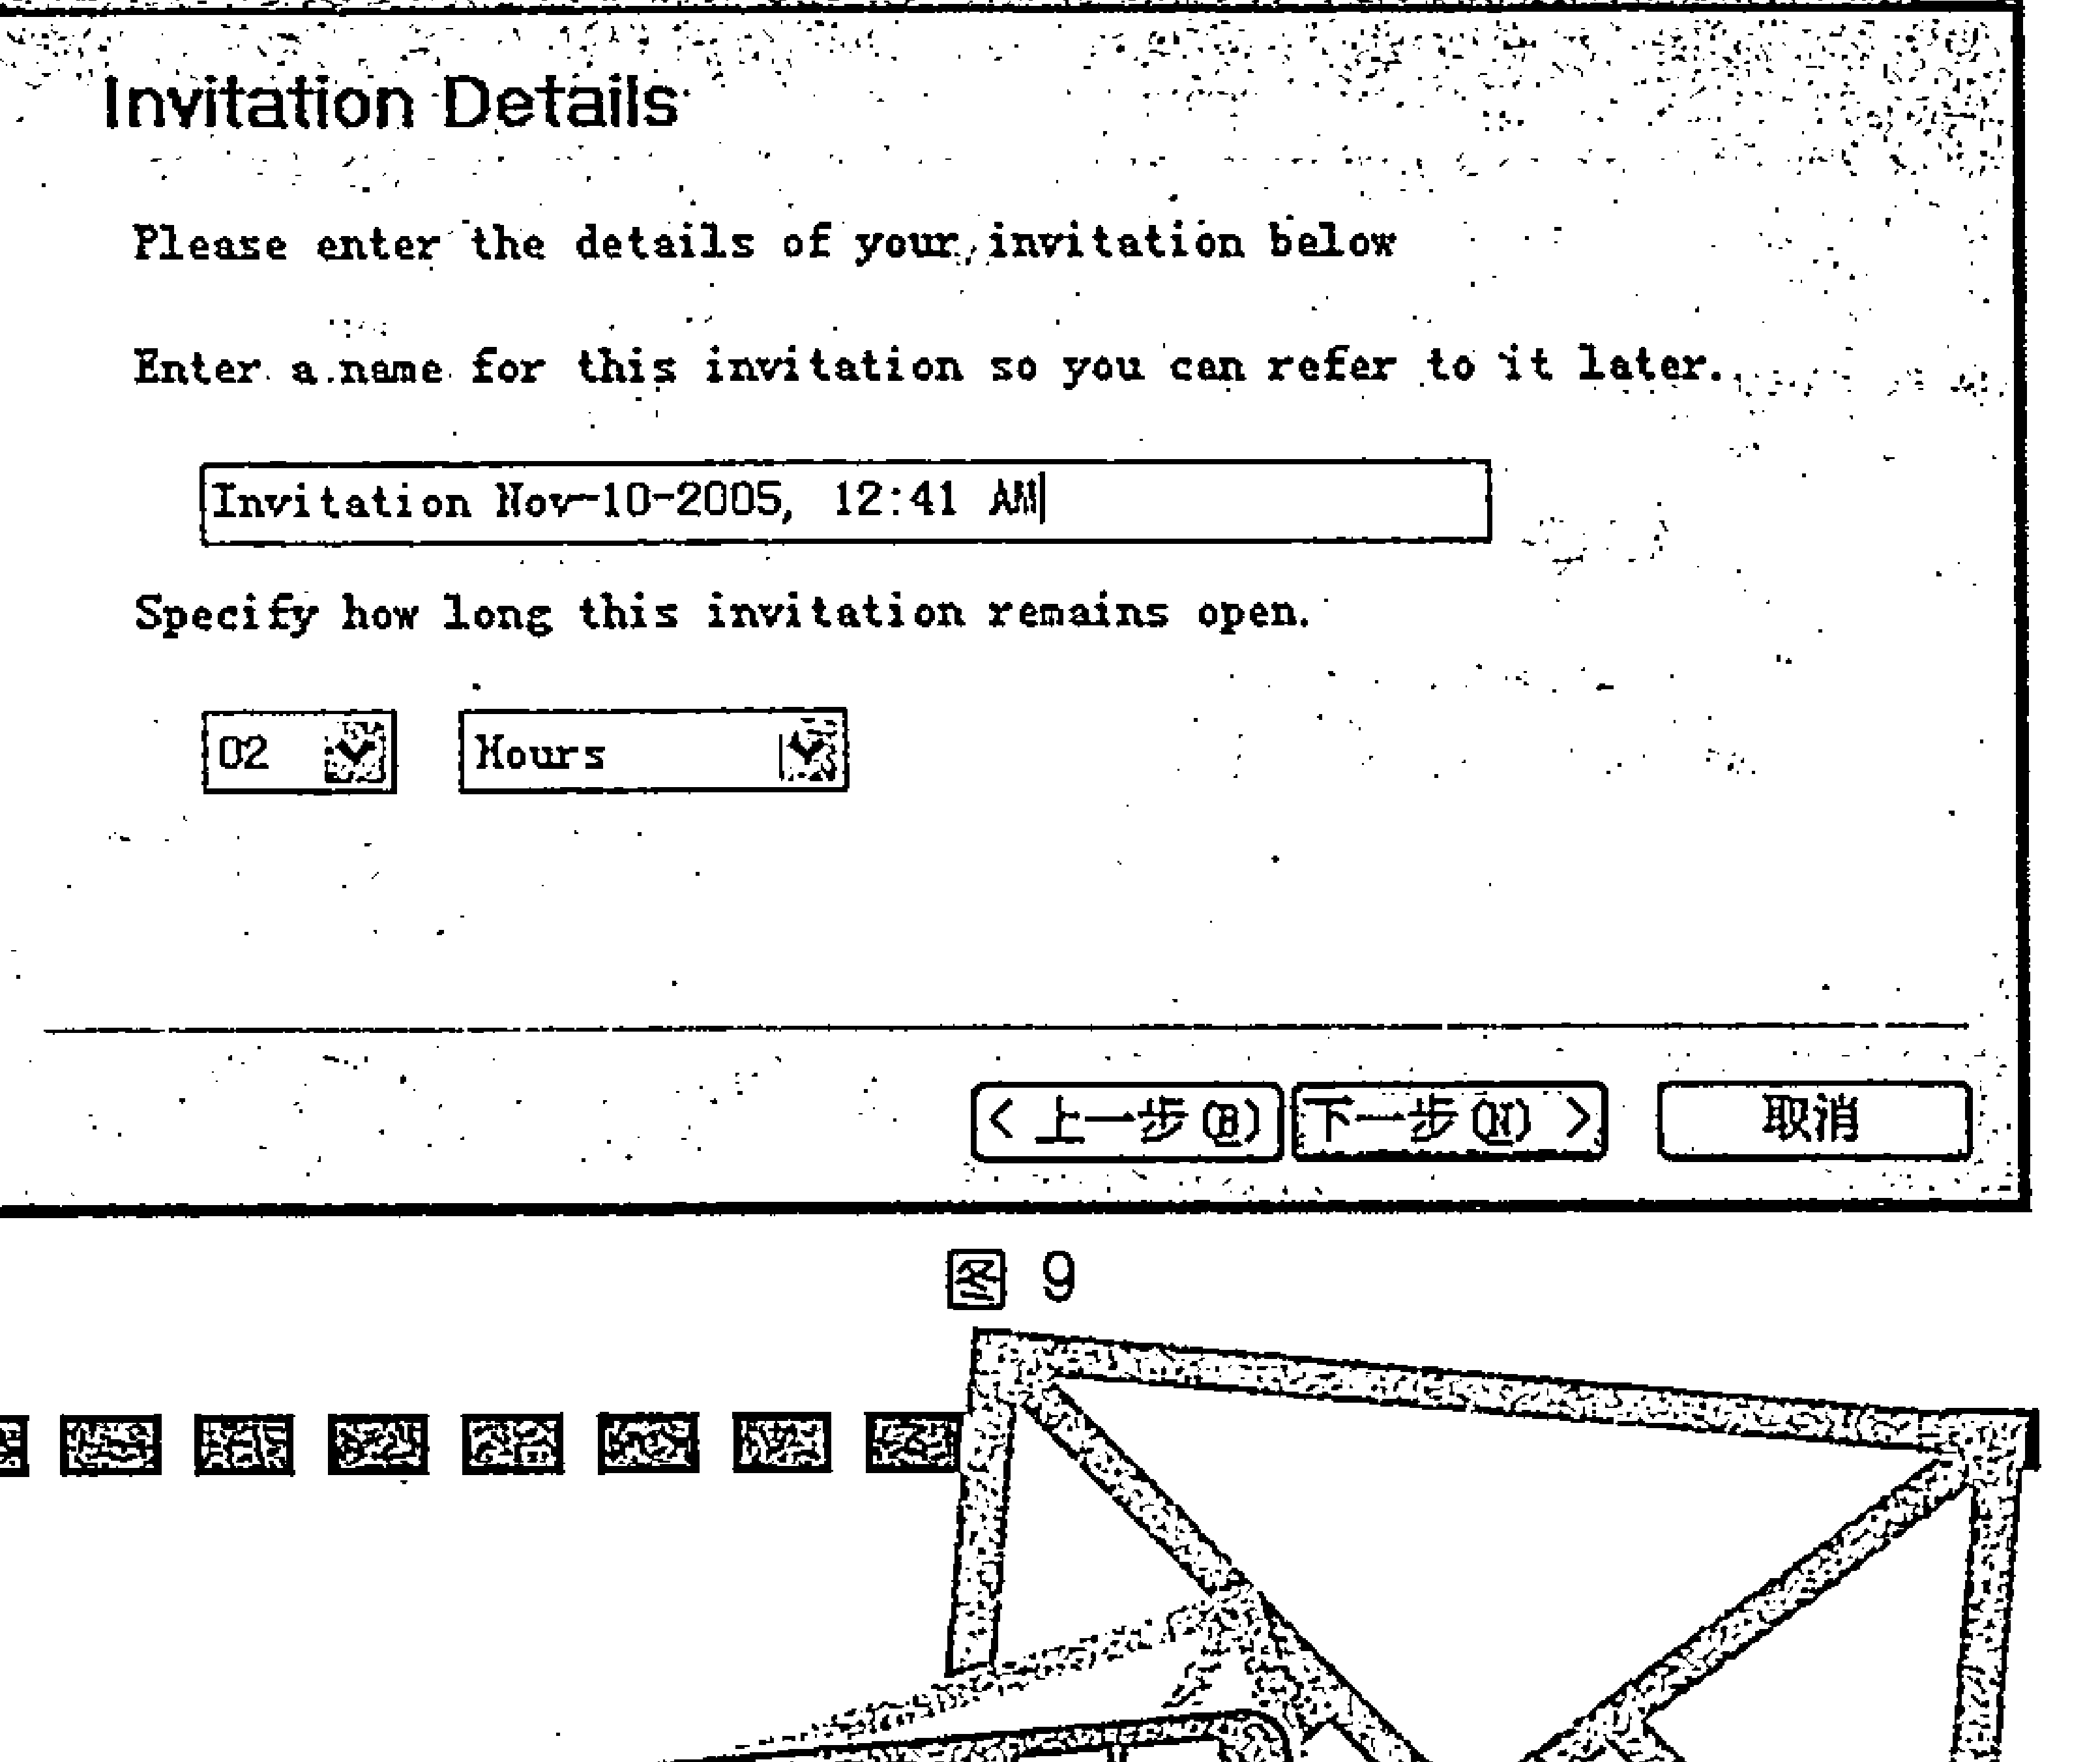 Invitation Details
Please enter the details of your invitation below
Enter a name for this invitation so you can refer to it later.
Invitation Nov-10-2005, 12:41 AM
Specify how long this invitation remains open.
02 Hours
< 上一步(B) 下一步(N) > 取消
图 9